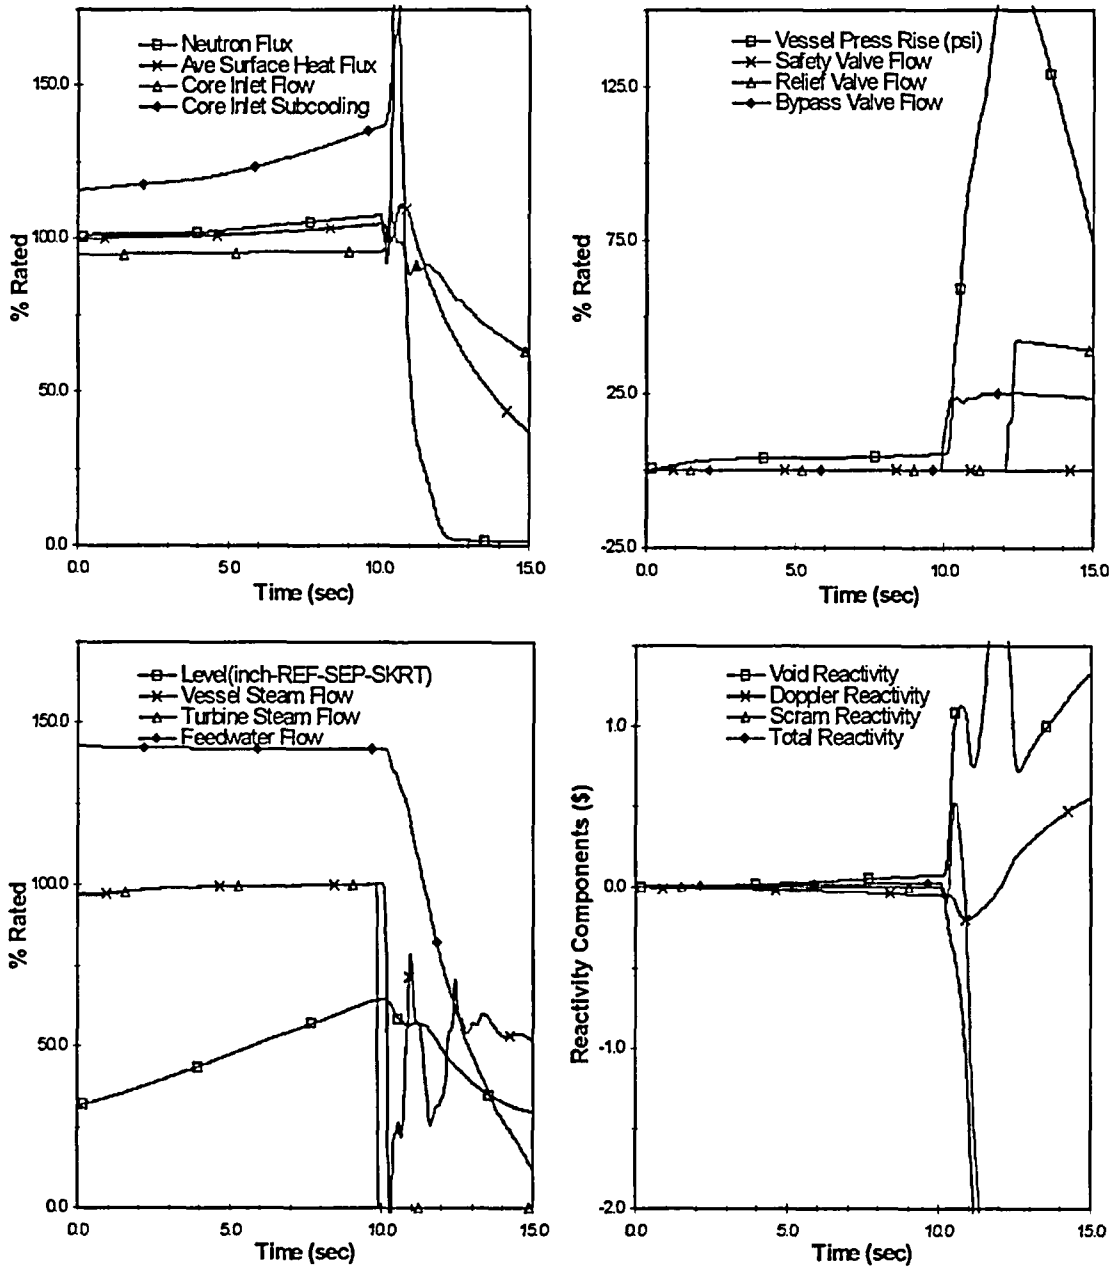 Neutron Flux
Ave Surface Heat Flux
Core Inlet Flow
Core Inlet Subcoding
% Rated
150.0
100.0
50.0
0.0
0.0 5.0 10.0 15.0
Time (sec)
Vessel Press Rise (psi)
Safety Valve Flow
Relief Valve Flow
Bypass Valve Flow
% Rated
125.0
75.0
25.0
-25.0
0.0 5.0 10.0 15.0
Time (sec)
Level(inch-REF-SEP-SKRT)
Vessel Steam Flow
Turbine Steam Flow
Feedwater Flow
% Rated
150.0
100.0
50.0
0.0
0.0 5.0 10.0 15.0
Time (sec)
Void Reactivity
Doppler Reactivity
Scram Reactivity
Total Reactivity
Reactivity Components ($)
1.0
0.0
-1.0
-2.0
0.0 5.0 10.0 15.0
Time (sec)